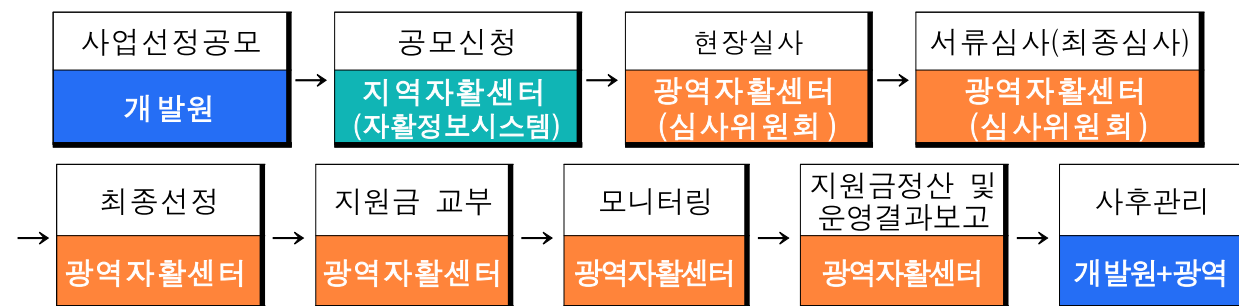 사업선정공모
개발원
공모신청
지역자활센터
(자활정보시스템)
현장실사
광역자활센터
(심사위원회)
서류심사(최종심사)
광역자활센터
(심사위원회)
최종선정
광역자활센터
지원금 교부
광역자활센터
모니터링
광역자활센터
지원금정산 및
운영결과보고
광역자활센터
사후관리
개발원+광역